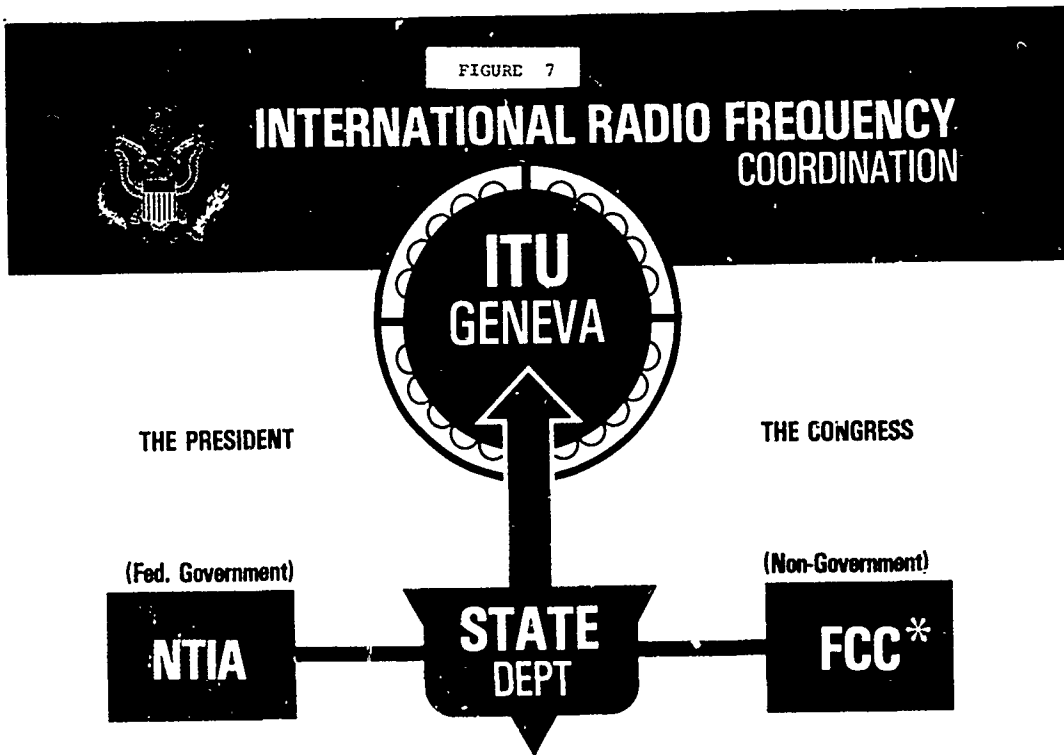 FIGURE 7
INTERNATIONAL RADIO FREQUENCY
COORDINATION
ITU
GENEVA
THE PRESIDENT
THE CONGRESS
(Fed. Government)
(Non-Government)
NTIA
STATE
DEPT
FCC*